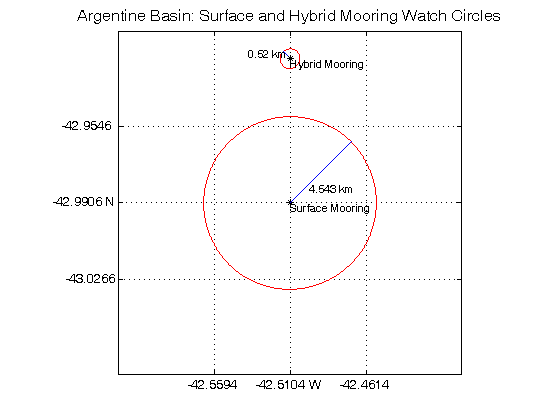 Argentine Basin: Surface and Hybrid Mooring Watch Circles
0.52 km
Hybrid Mooring
-42.9546
4.543 km
-42.9906 N
Surface Mooring
-43.0266
-42.5594
-42.5104 W
-42.4614